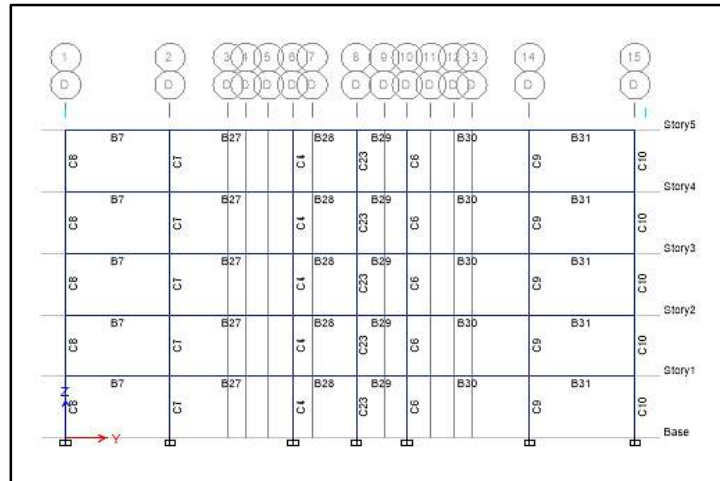 1 2 3 4 5 6 7 8 9 10 11 12 13 14 15
D D D D D D D D D D D D D D D
Story5
B7 B27 B28 B29 B30 B31
C8 C7 C4 C23 C6 C9 C10
Story4
B7 B27 B28 B29 B30 B31
C8 C7 C4 C23 C6 C9 C10
Story3
B7 B27 B28 B29 B30 B31
C8 C7 C4 C23 C6 C9 C10
Story2
B7 B27 B28 B29 B30 B31
C8 C7 C4 C23 C6 C9 C10
Story1
B7 B27 B28 B29 B30 B31
Z
C8 C7 C4 C23 C6 C9 C10
Base
Y